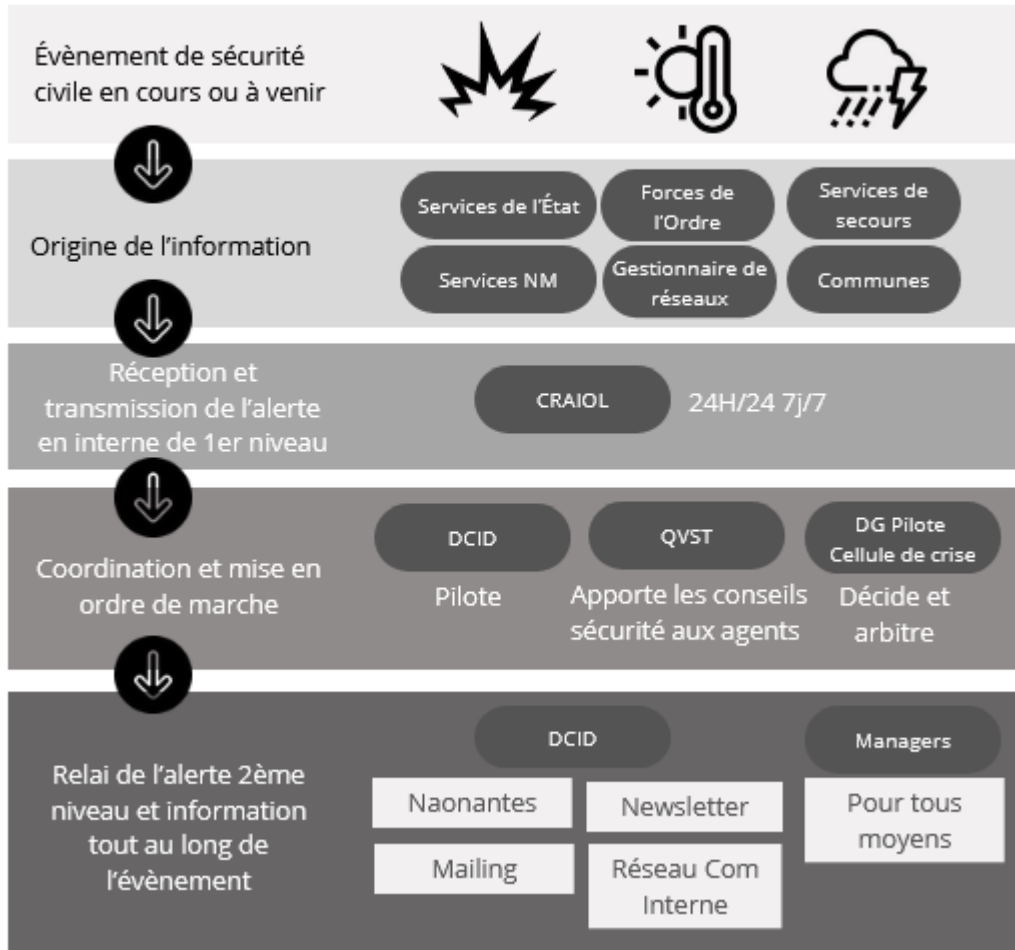 Évènement de sécurité
civile en cours ou à venir
Origine de l'information
Services de l'État
Forces de
l'Ordre
Services de
secours
Services NM
Gestionnaire de
réseaux
Communes
Réception et
transmission de l'alerte
en interne de 1er niveau
CRAIOL
24H/24 7j/7
Coordination et mise en
ordre de marche
DCID
Pilote
QVST
Apporte les conseils
sécurité aux agents
DG Pilote
Cellule de crise
Décide et
arbitre
Relai de l'alerte 2ème
niveau et information
tout au long de
l'évènement
DCID
Naonantes
Newsletter
Mailing
Réseau Com
Interne
Managers
Pour tous
moyens